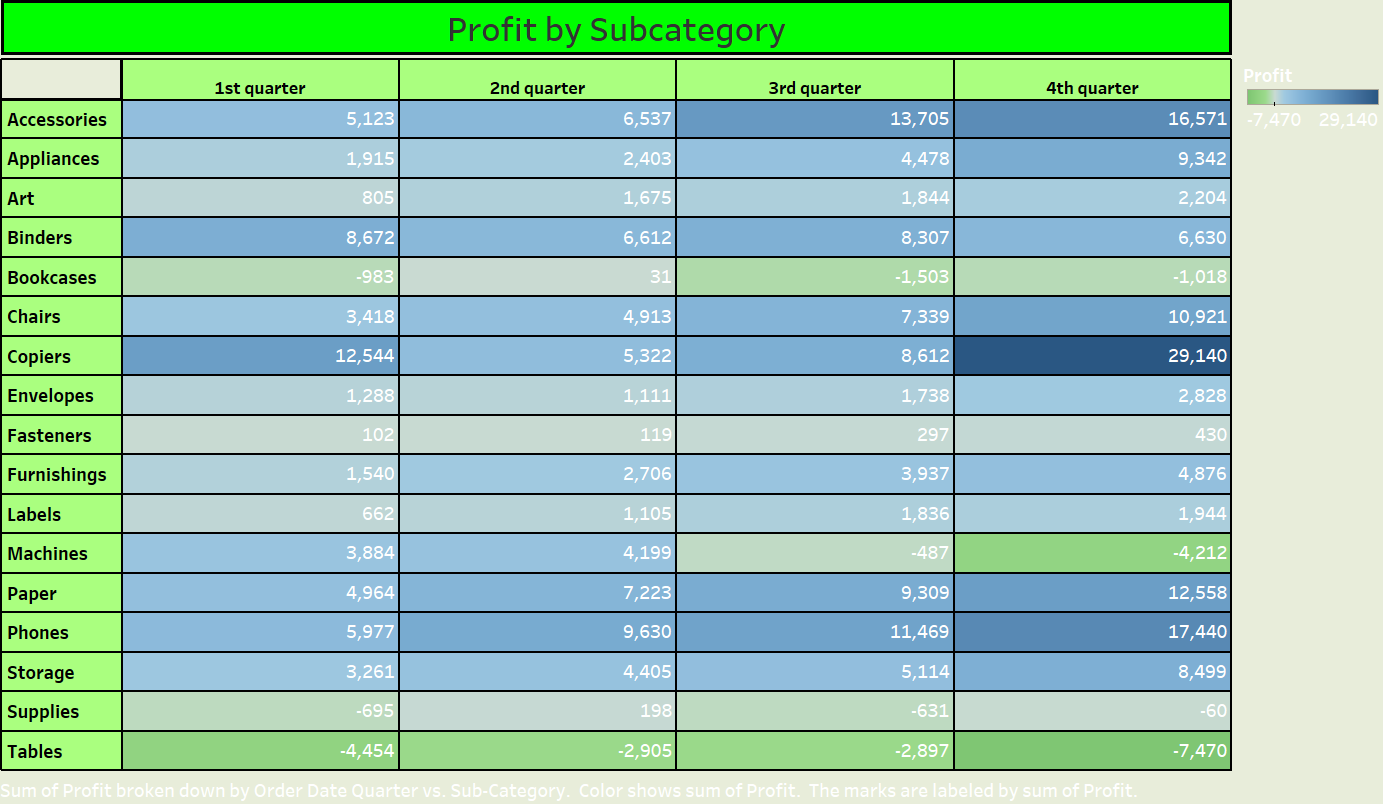 Profit by Subcategory
1st quarter 2nd quarter 3rd quarter 4th quarter
Profit
-7,470 29,140
Accessories 5,123 6,537 13,705 16,571
Appliances 1,915 2,403 4,478 9,342
Art 805 1,675 1,844 2,204
Binders 8,672 6,612 8,307 6,630
Bookcases -983 31 -1,503 -1,018
Chairs 3,418 4,913 7,339 10,921
Copiers 12,544 5,322 8,612 29,140
Envelopes 1,288 1,111 1,738 2,828
Fasteners 102 119 297 430
Furnishings 1,540 2,706 3,937 4,876
Labels 662 1,105 1,836 1,944
Machines 3,884 4,199 -487 -4,212
Paper 4,964 7,223 9,309 12,558
Phones 5,977 9,630 11,469 17,440
Storage 3,261 4,405 5,114 8,499
Supplies -695 198 -631 -60
Tables -4,454 -2,905 -2,897 -7,470
Sum of Profit broken down by Order Date Quarter vs. Sub-Category.  Color shows sum of Profit.  The marks are labeled by sum of Profit.